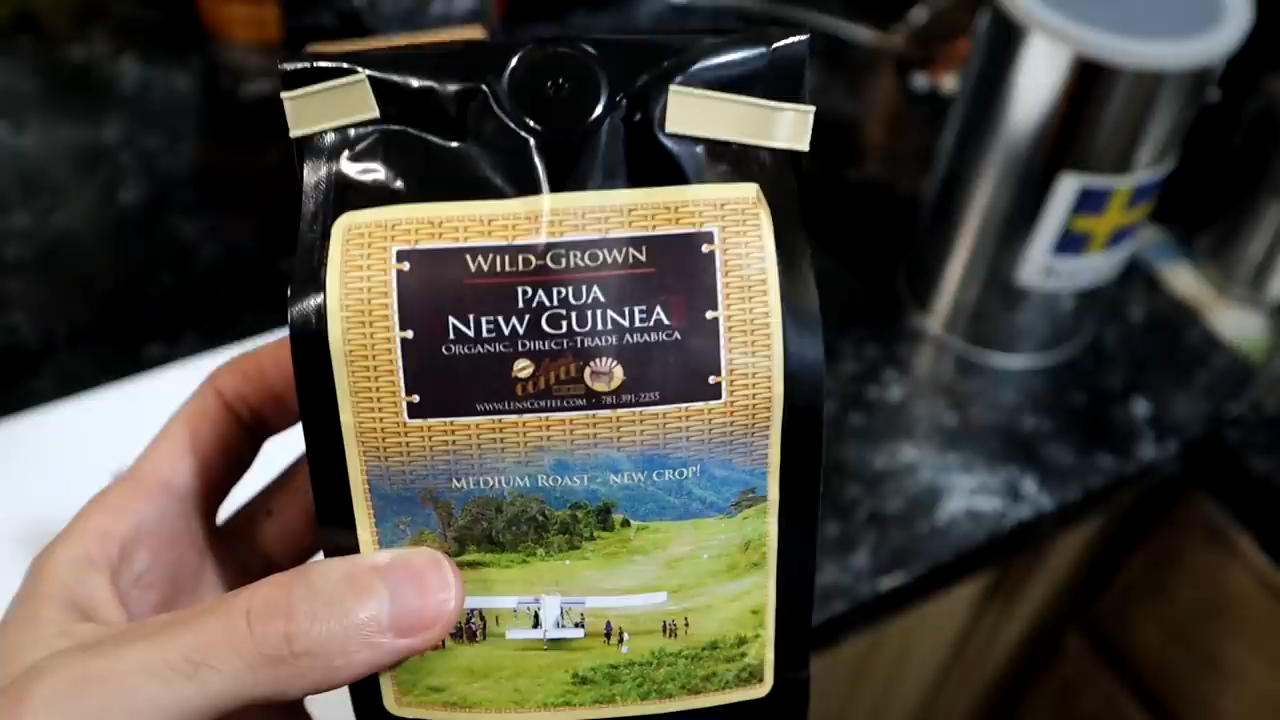 WILD-GROWN
PAPUA
NEW GUINEA
ORGANIC, DIRECT-TRADE ARABICA
COFFEE
WWW.LENSCOFFEE.COM • 781-391-2255
MEDIUM ROAST - NEW CROP!